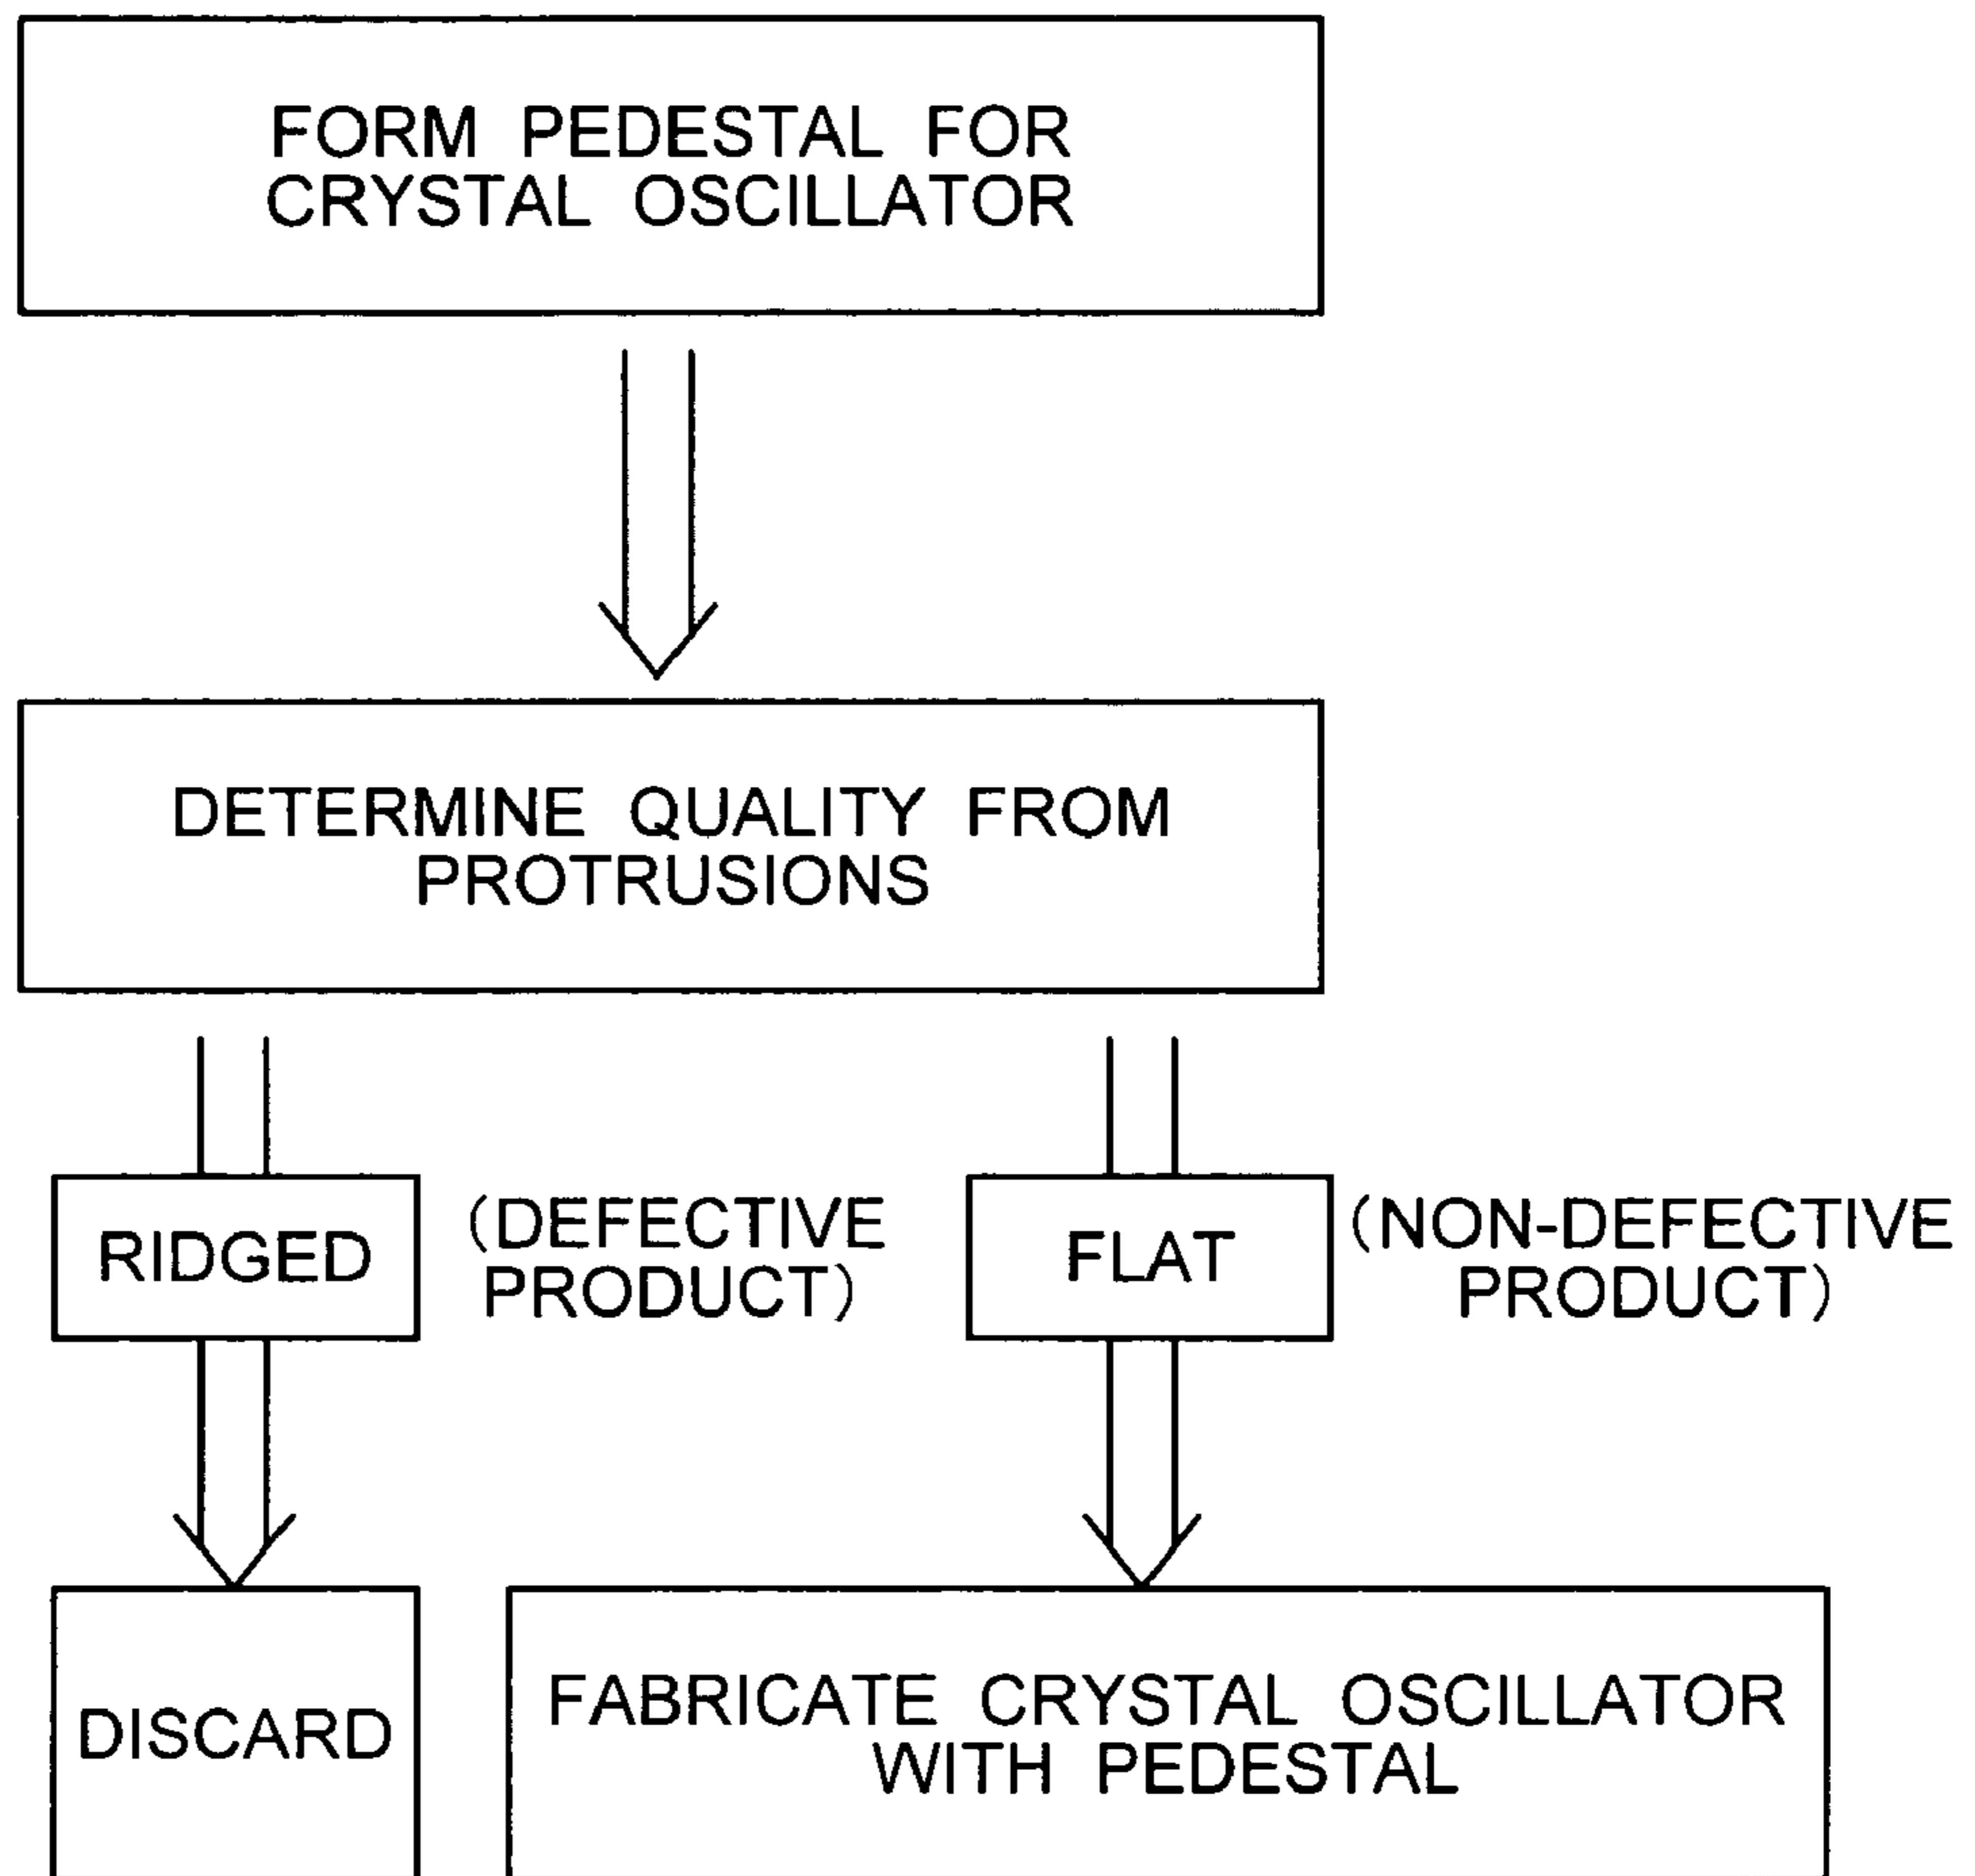 FORM PEDESTAL FOR
CRYSTAL OSCILLATOR
DETERMINE QUALITY FROM
PROTRUSIONS
RIDGED
(DEFECTIVE
PRODUCT)
FLAT
(NON-DEFECTIVE
PRODUCT)
DISCARD
FABRICATE CRYSTAL OSCILLATOR
WITH PEDESTAL